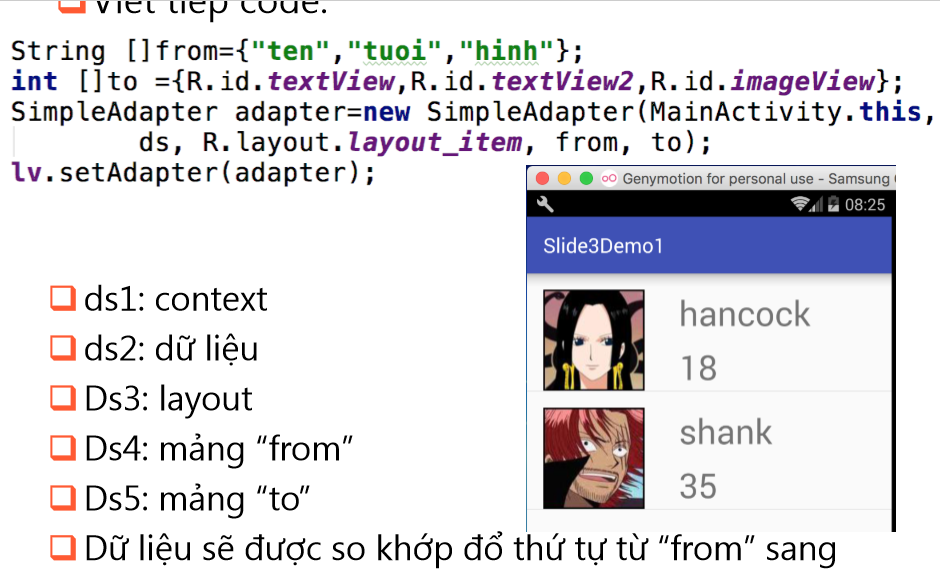 Viết tiếp code:
String []from={"ten","tuoi","hinh"};
int []to ={R.id.textView,R.id.textView2,R.id.imageView};
SimpleAdapter adapter=new SimpleAdapter(MainActivity.this,
ds, R.layout.layout_item, from, to);
lv.setAdapter(adapter);
Genymotion for personal use - Samsung
08:25
Slide3Demo1
hancock
18
shank
35
ds1: context
ds2: dữ liệu
Ds3: layout
Ds4: mảng “from”
Ds5: mảng “to”
Dữ liệu sẽ được so khớp đổ thứ tự từ “from” sang